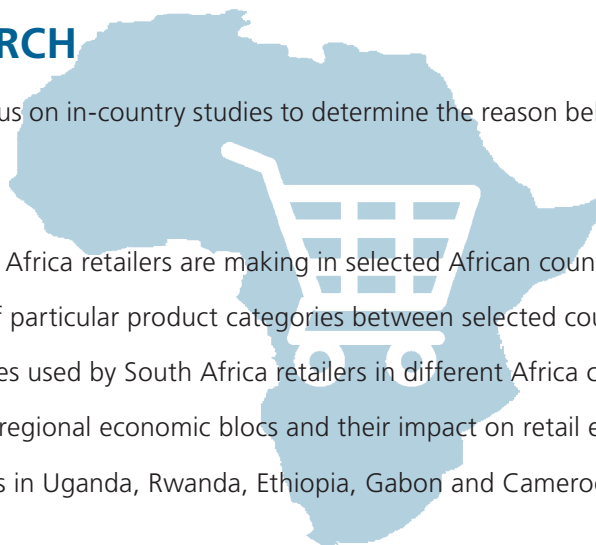 RCH
us on in-country studies to determine the reason be
Africa retailers are making in selected African coun
f particular product categories between selected cou
es used by South Africa retailers in different Africa c
regional economic blocs and their impact on retail e
s in Uganda, Rwanda, Ethiopia, Gabon and Cameroo